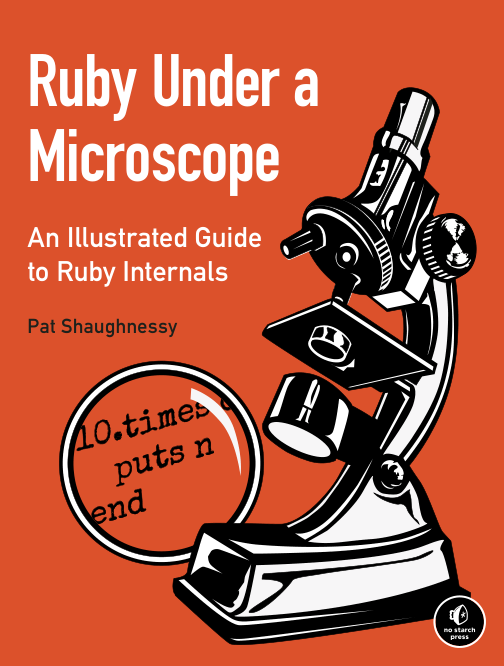 Ruby Under a
Microscope
An Illustrated Guide
to Ruby Internals
Pat Shaughnessy
10.times
puts n
end
no starch
press